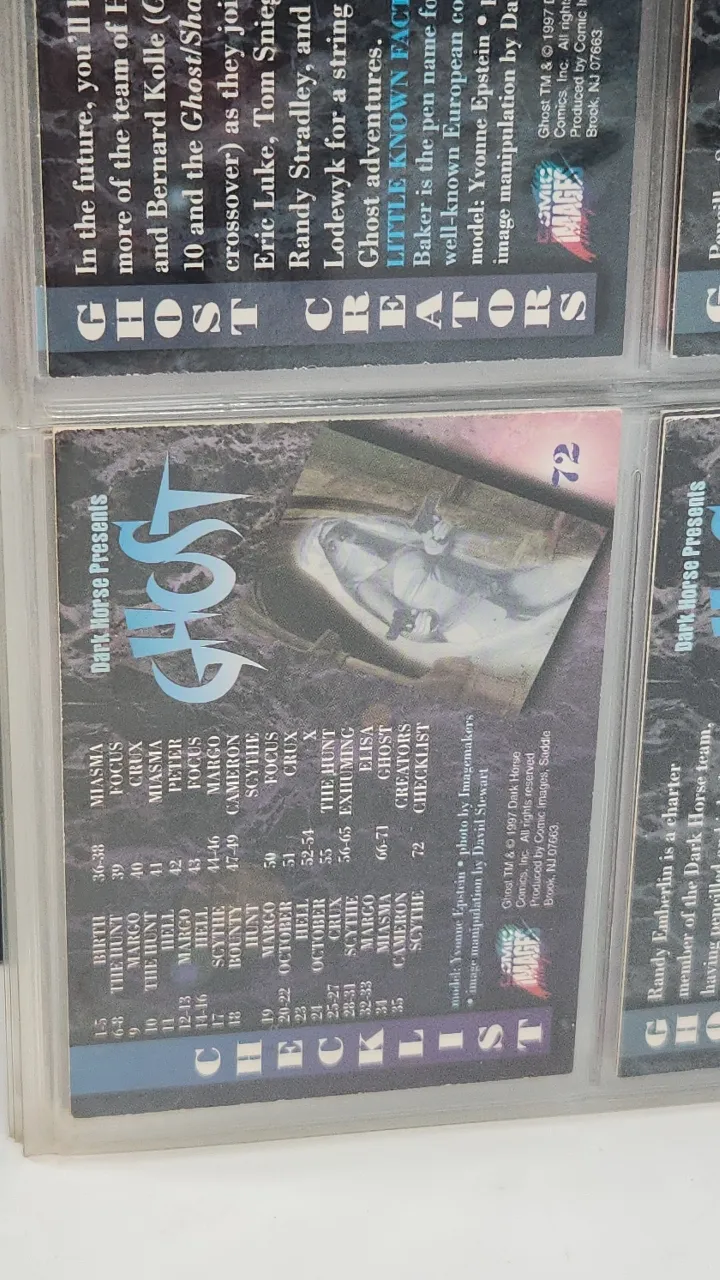 CHECKLIST
1-5 BIRTH
6-8 THE HUNT
9 MARGO
10 THE HUNT
11 HELL
12-13 MARGO
14-16 HELL
17 SCYTHE
18 BOUNTY
HUNT
19 MARGO
20-22 OCTOBER
23 HELL
24 OCTOBER
25-27 CRUX
28-31 SCYTHE
32-33 MARGO
34 MIASMA
35 CAMERON
SCYTHE
36-38 MIASMA
39 FOCUS
40 CRUX
41 MIASMA
42 PETER
43 FOCUS
44-46 MARGO
47-49 CAMERON
SCYTHE
50 FOCUS
51 CRUX
52-54 X
55 THE HUNT
56-65 EXHUMING
ELISA
66-71 GHOST
CREATORS
72 CHECKLIST
model: Yvonne Epstein • photo by Imagemakers
• image manipulation by David Stewart
COMIC
IMAGES
Ghost TM & © 1997 Dark Horse
Comics, Inc. All rights reserved
Produced by Comic Images, Saddle
Brook, NJ 07663.
Dark Horse Presents
GHOST
72
GHOST CREATORS
In the future, you'll
more of the team of
and Bernard Kolle (
10 and the Ghost/Sha
crossover) as they joi
Eric Luke, Tom Snieg
Randy Stradley, and
Lodewyk for a string
Ghost adventures.
LITTLE KNOWN FACT
Baker is the pen name fo
well-known European co
model: Yvonne Epstein •
image manipulation by Da
COMIC
IMAGES
Ghost TM & © 1997 D
Comics, Inc. All rights
Produced by Comic I
Brook, NJ 07663.
Randy Emberlin is a charter
member of the Dark Horse team,
Dark Horse Presents